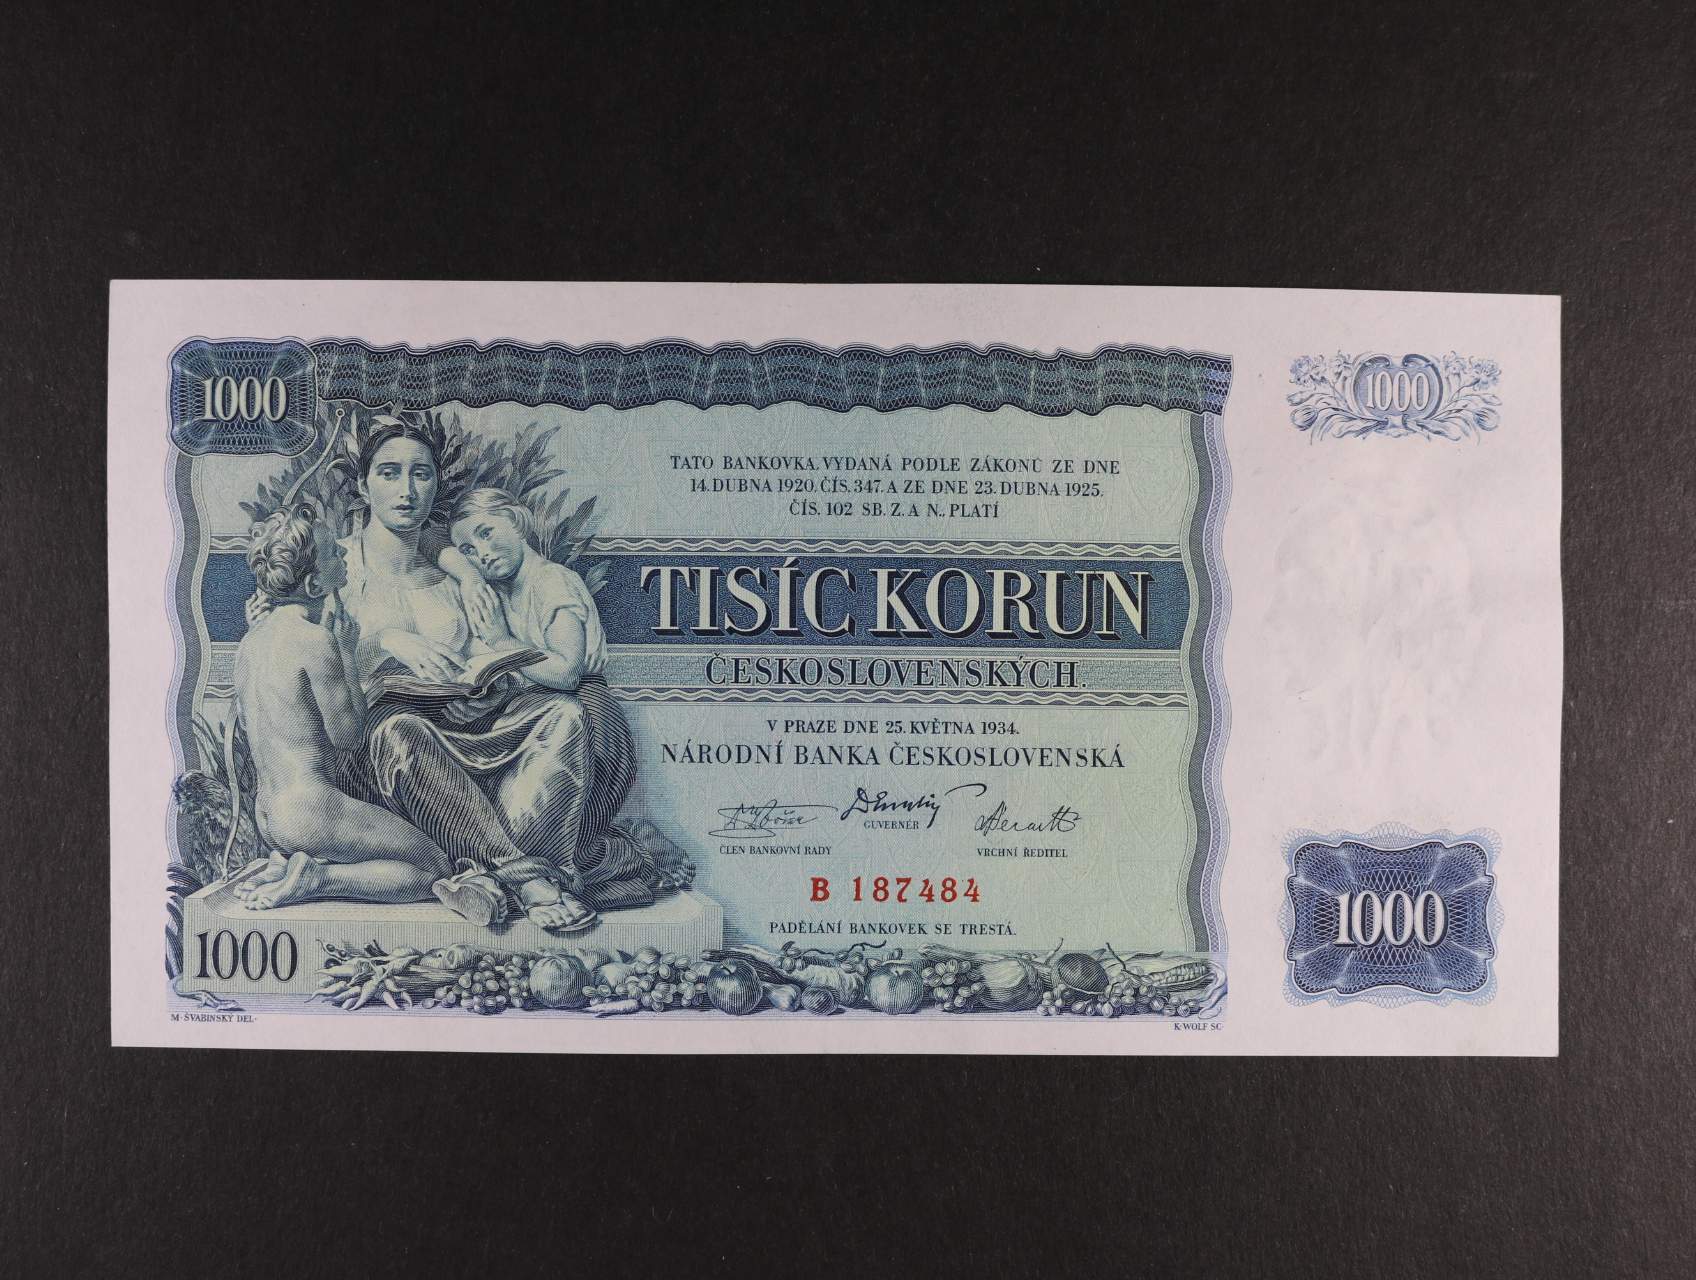 1000
1000
TATO BANKOVKA, VYDANÁ PODLE ZÁKONŮ ZE DNE
14. DUBNA 1920, ČÍS. 347. A ZE DNE 23. DUBNA 1925,
ČÍS. 102 SB. Z. A N., PLATÍ
TISÍC KORUN
ČESKOSLOVENSKÝCH.
V PRAZE DNE 25. KVĚTNA 1934.
NÁRODNÍ BANKA ČESKOSLOVENSKÁ
GUVERNÉR
ČLEN BANKOVNÍ RADY
VRCHNÍ ŘEDITEL
B 187484
PADĚLÁNÍ BANKOVEK SE TRESTÁ.
1000
1000
M. ŠVABINSKÝ DEL.
K. WOLF SC.